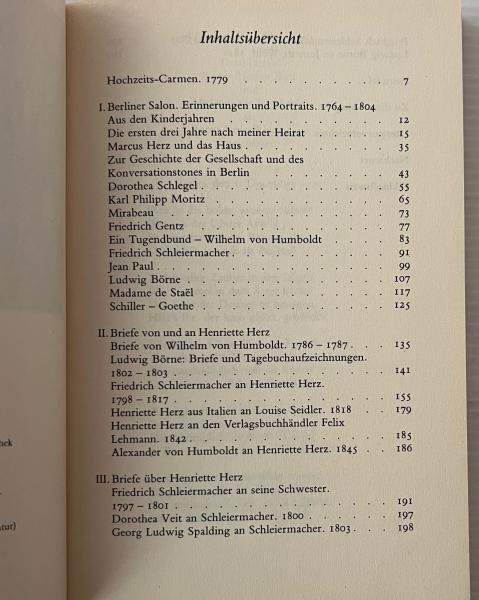 Inhaltsübersicht
Hochzeits-Carmen. 1779 . . . . . . . . . . 7
I. Berliner Salon. Erinnerungen und Portraits. 1764 – 1804
Aus den Kinderjahren . . . . . . . . . . 12
Die ersten drei Jahre nach meiner Heirat . . . . . 15
Marcus Herz und das Haus . . . . . . . . . 35
Zur Geschichte der Gesellschaft und des
Konversationstones in Berlin . . . . . . . . 43
Dorothea Schlegel . . . . . . . . . . . 55
Karl Philipp Moritz . . . . . . . . . . 65
Mirabeau . . . . . . . . . . . . 73
Friedrich Gentz . . . . . . . . . . . 77
Ein Tugendbund – Wilhelm von Humboldt . . . . 83
Friedrich Schleiermacher . . . . . . . . . 91
Jean Paul . . . . . . . . . . . . 99
Ludwig Börne . . . . . . . . . . . 107
Madame de Staël . . . . . . . . . . 117
Schiller – Goethe . . . . . . . . . . 125
II. Briefe von und an Henriette Herz
Briefe von Wilhelm von Humboldt. 1786 – 1787 . . . 135
Ludwig Börne: Briefe und Tagebuchaufzeichnungen.
1802 – 1803 . . . . . . . . . . . 141
Friedrich Schleiermacher an Henriette Herz.
1798 – 1817 . . . . . . . . . . . 155
Henriette Herz aus Italien an Louise Seidler. 1818 . . 179
Henriette Herz an den Verlagsbuchhändler Felix
Lehmann. 1842 . . . . . . . . . . . 185
Alexander von Humboldt an Henriette Herz. 1845 . . 186
III. Briefe über Henriette Herz
Friedrich Schleiermacher an seine Schwester.
1797 – 1801 . . . . . . . . . . . 191
Dorothea Veit an Schleiermacher. 1800 . . . . . 197
Georg Ludwig Spalding an Schleiermacher. 1803 . . . 198